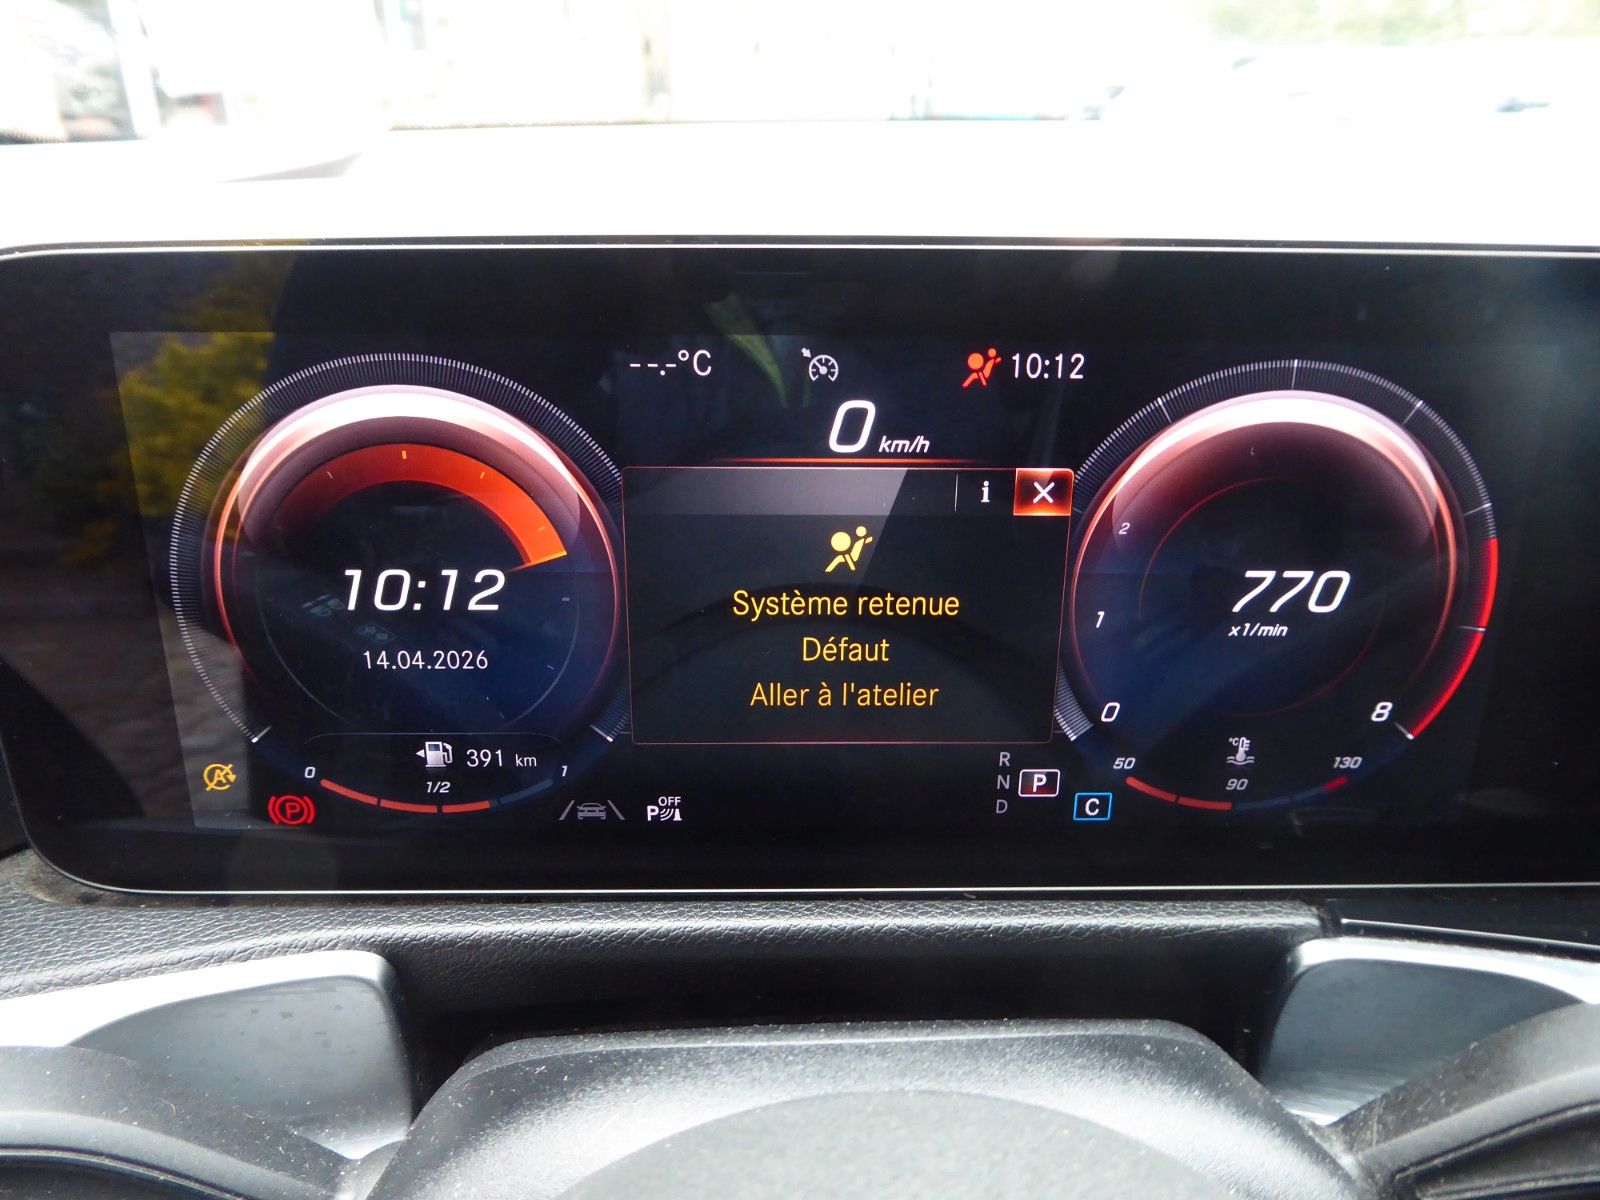 --.-°C
10:12
0 km/h
i
Système retenue
Défaut
Aller à l'atelier
10:12
14.04.2026
391 km
0 1/2 1
A
P
OFF
P
R
N P
D
C
2
1
0
8
770
x1/min
°C
50 90 130